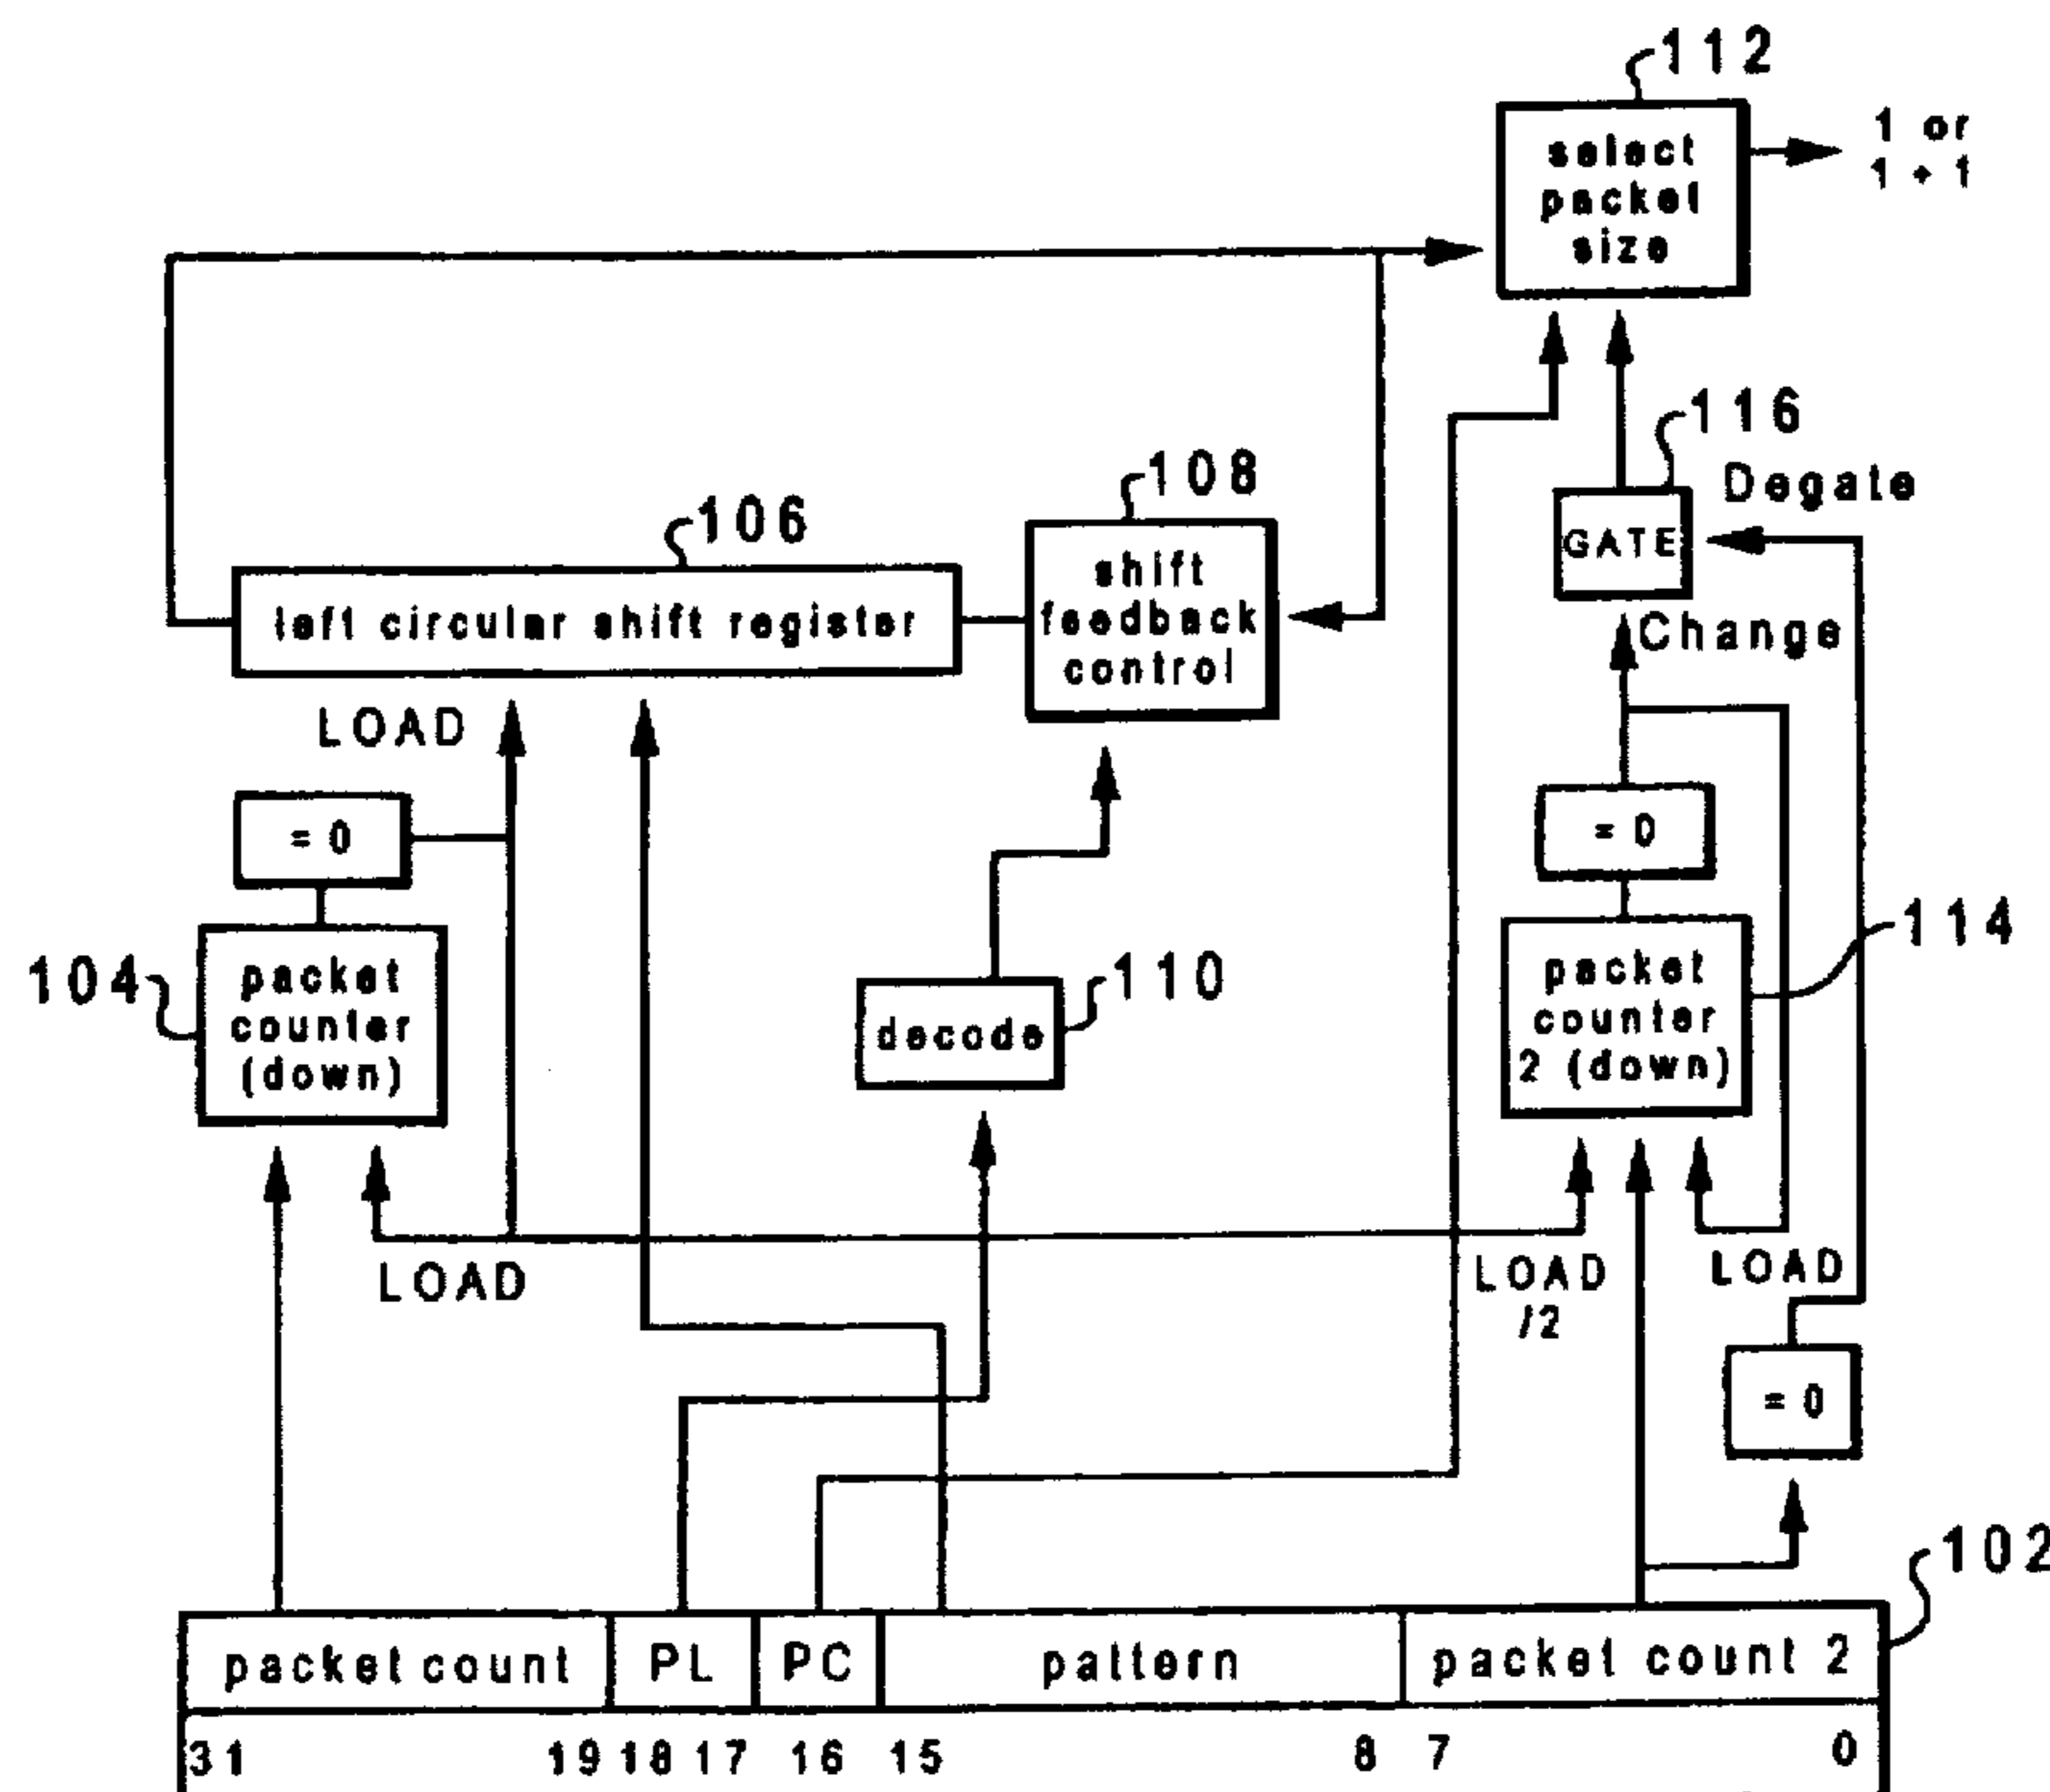 112
select
packet
size
1 or
1 + 1
116
Degate
GATE
Change
108
shift
feedback
control
106
left circular shift register
LOAD
= 0
= 0
104
packet
counter
(down)
110
decode
packet
counter
2 (down)
114
LOAD
LOAD
/2
LOAD
= 0
102
packet count PL PC pattern packet count 2
31 19 18 17 16 15 8 7 0